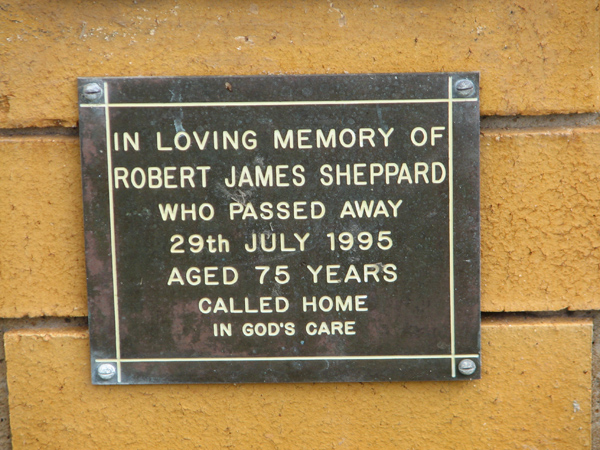 IN LOVING MEMORY OF
ROBERT JAMES SHEPPARD
WHO PASSED AWAY
29th JULY 1995
AGED 75 YEARS
CALLED HOME
IN GOD'S CARE